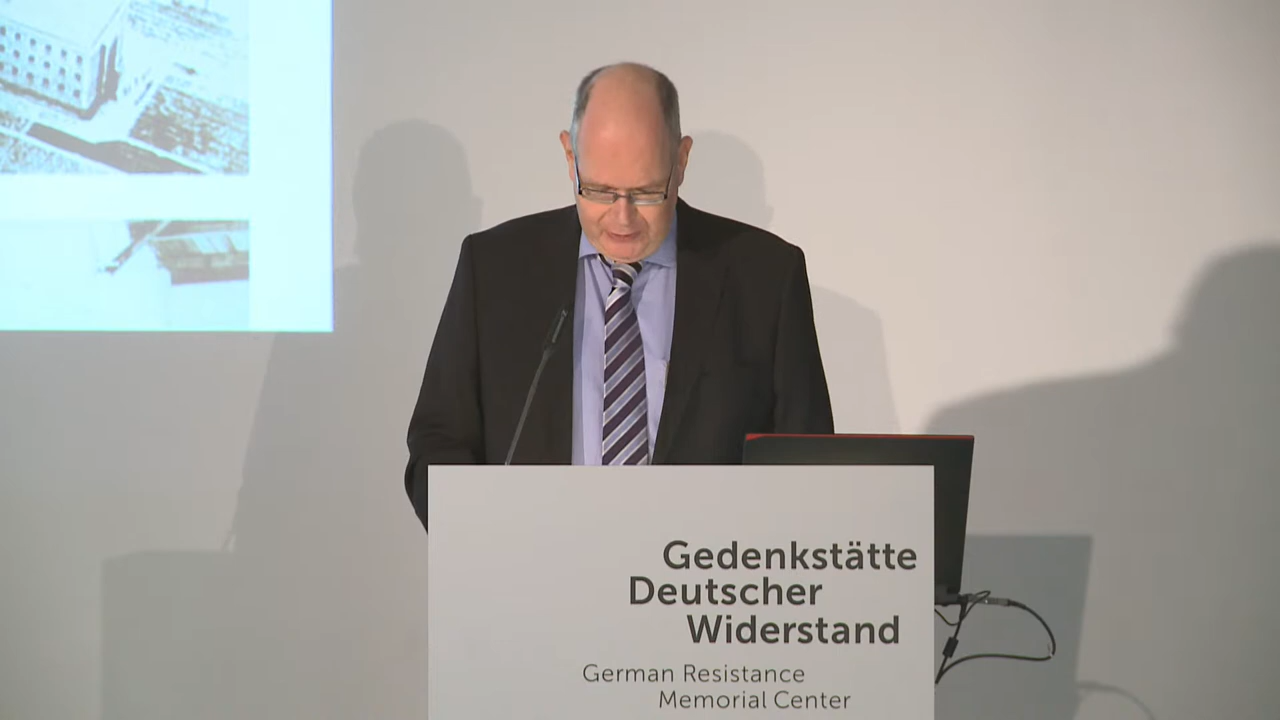 Gedenkstätte
Deutscher
Widerstand
German Resistance
Memorial Center